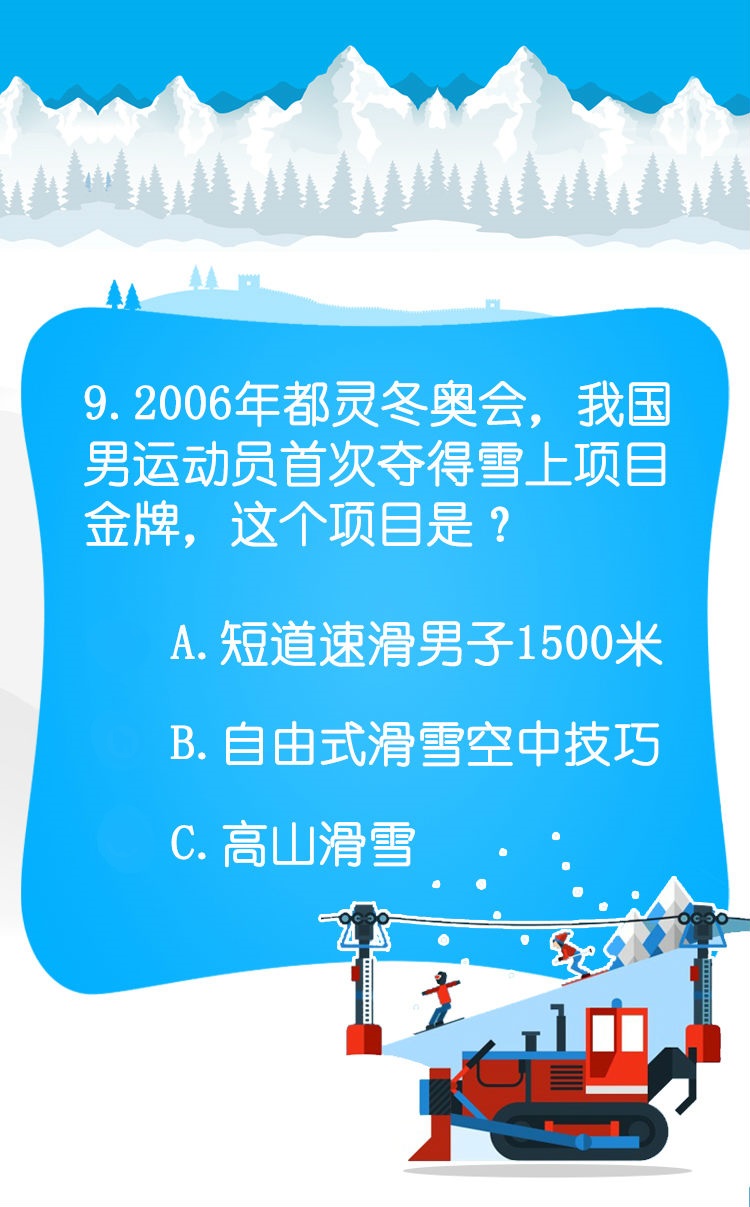 9.2006年都灵冬奥会，我国
男运动员首次夺得雪上项目
金牌，这个项目是？
A.短道速滑男子1500米
B.自由式滑雪空中技巧
C.高山滑雪